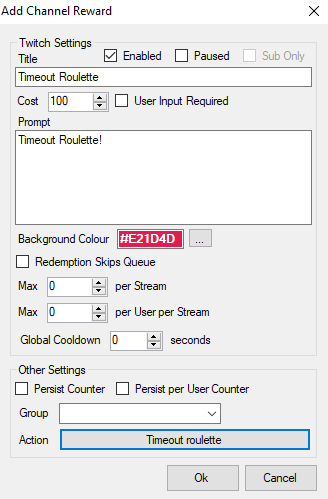 Add Channel Reward
Twitch Settings
Title Enabled Paused Sub Only
Timeout Roulette
Cost 100 User Input Required
Prompt
Timeout Roulette!
Background Colour #E21D4D ...
Redemption Skips Queue
Max 0 per Stream
Max 0 per User per Stream
Global Cooldown 0 seconds
Other Settings
Persist Counter Persist per User Counter
Group
Action Timeout roulette
Ok Cancel